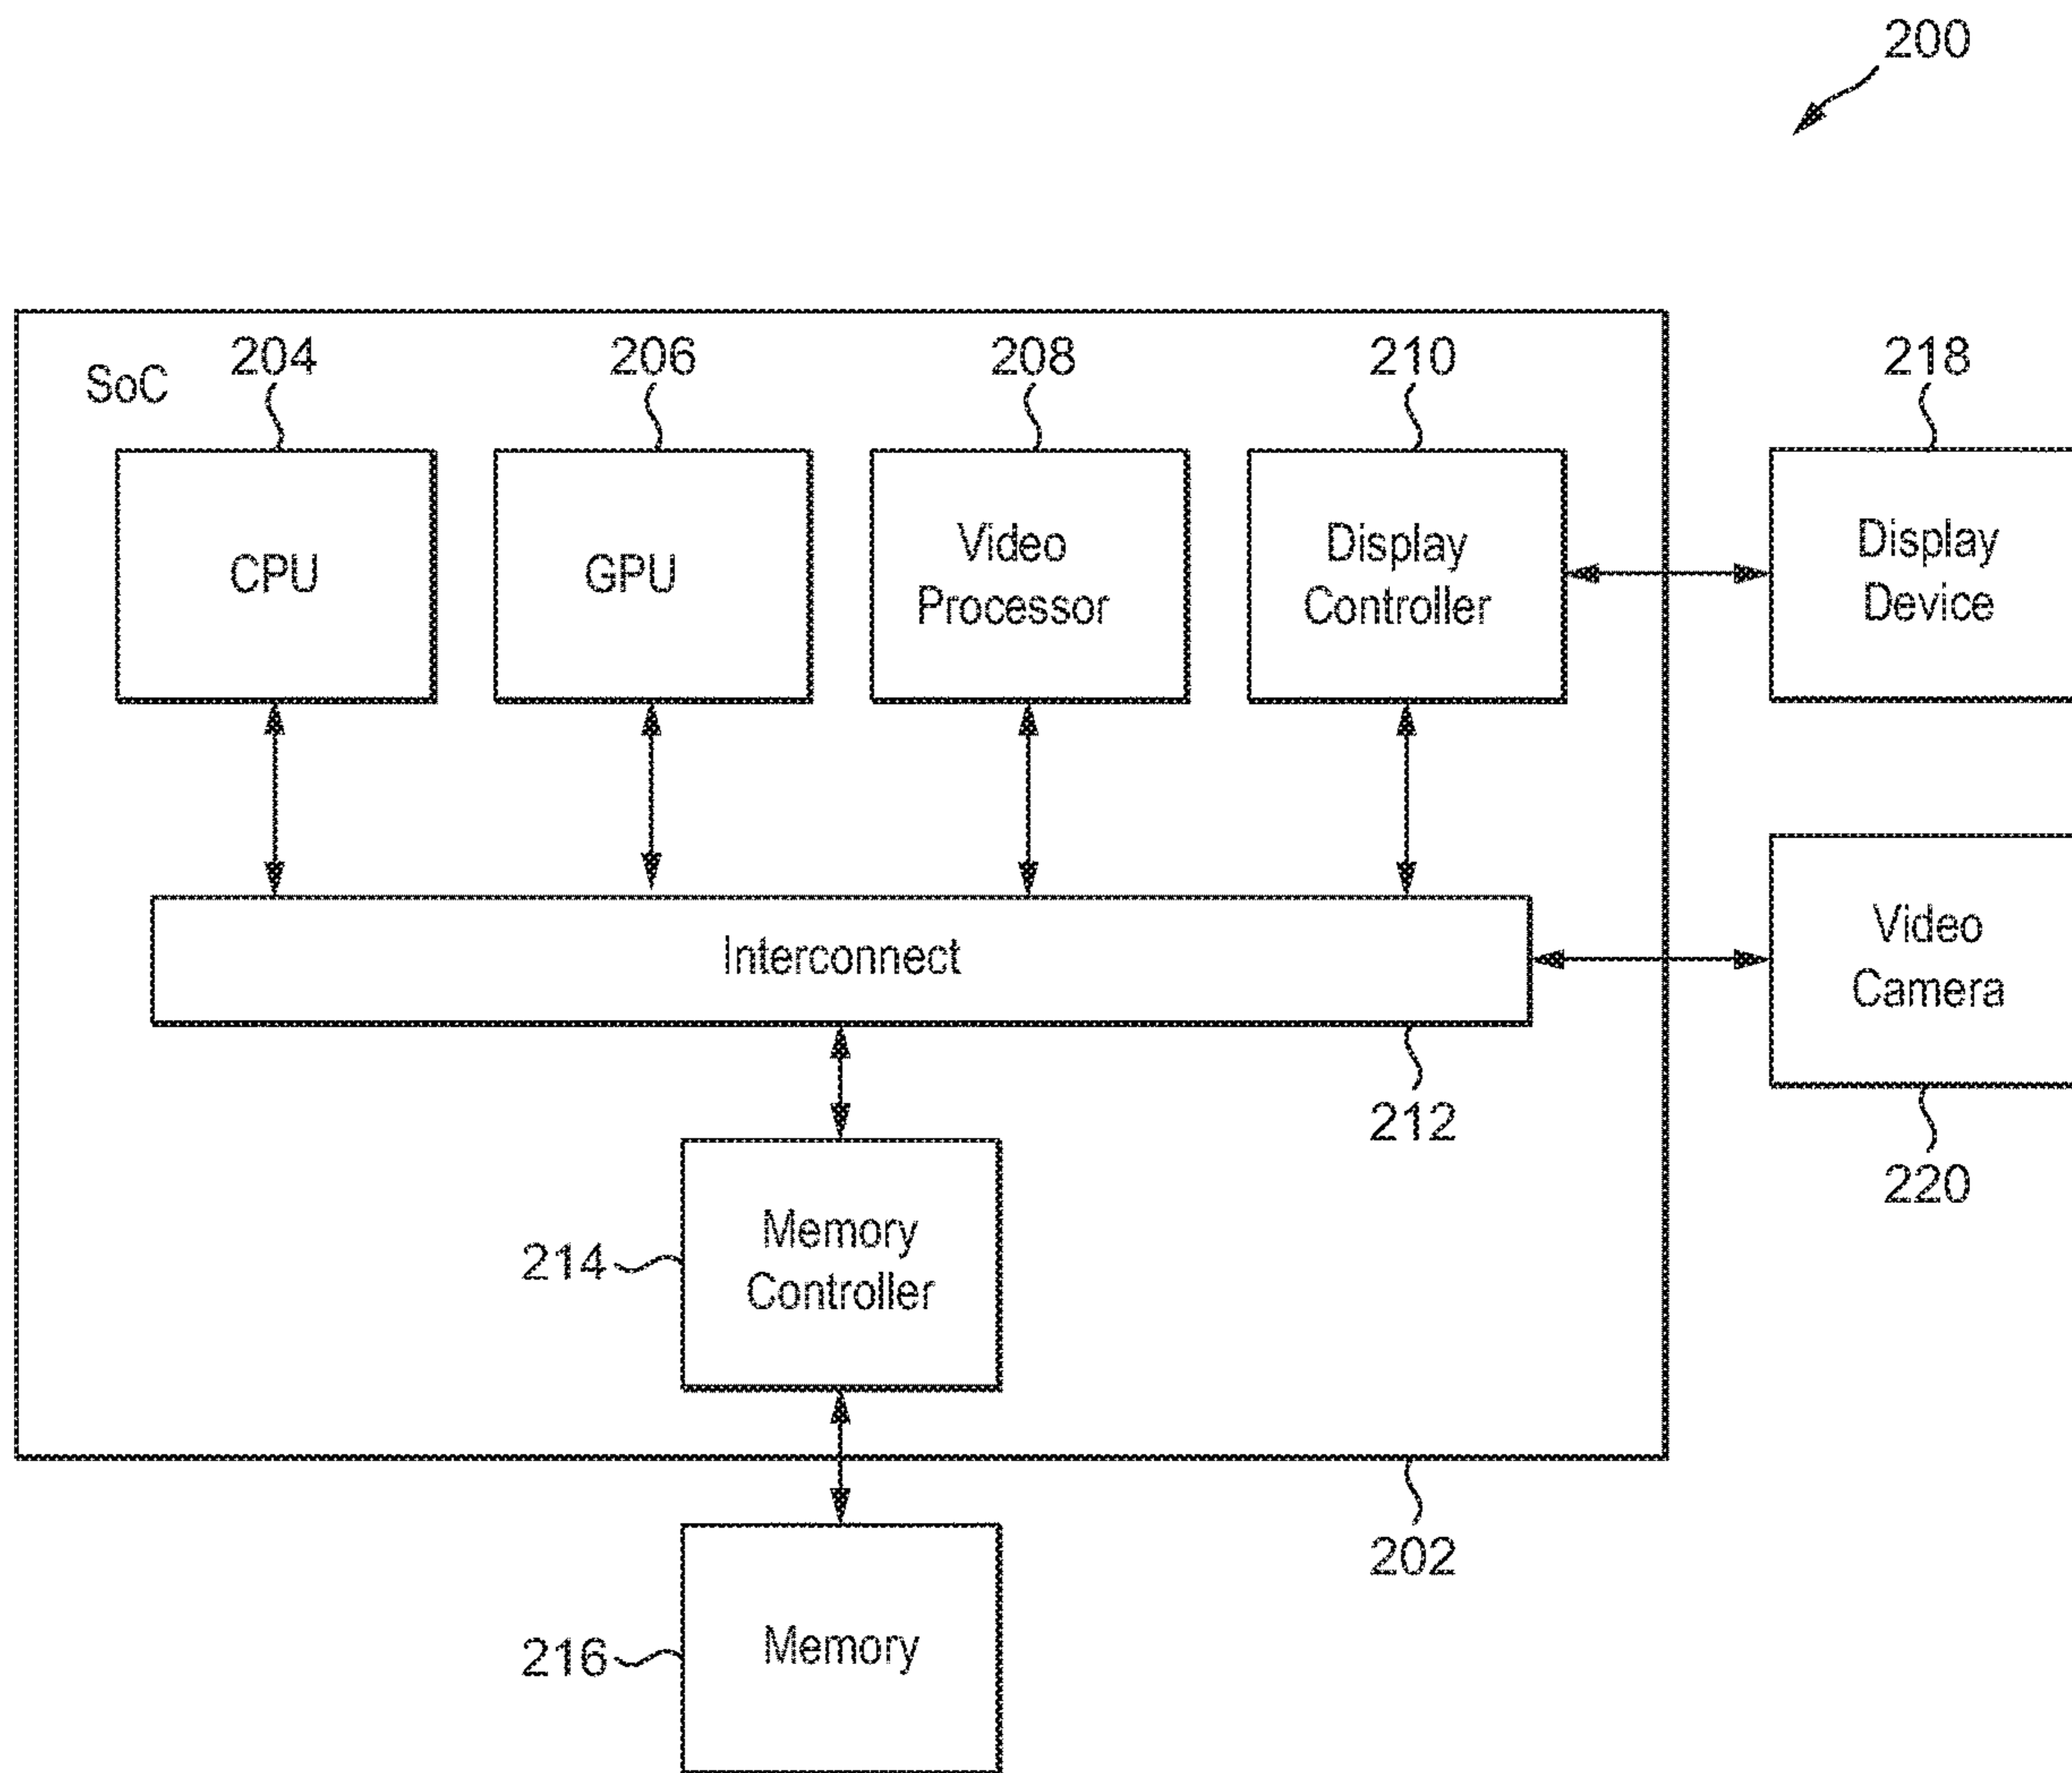 200
204
206
208
210
218
SoC
CPU
GPU
Video
Processor
Display
Controller
Display
Device
Interconnect
Video
Camera
212
220
214
Memory
Controller
202
216
Memory